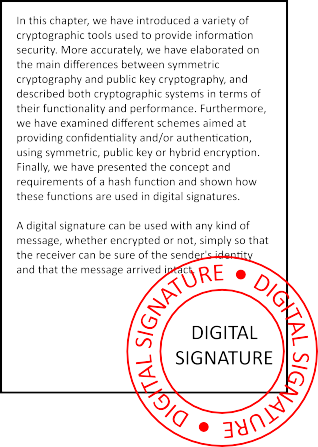 In this chapter, we have introduced a variety of
cryptographic tools used to provide information
security. More accurately, we have elaborated on
the main differences between symmetric
cryptography and public key cryptography, and
described both cryptographic systems in terms of
their functionality and performance. Furthermore,
we have examined different schemes aimed at
providing confidentiality and/or authentication,
using symmetric, public key or hybrid encryption.
Finally, we have presented the concept and
requirements of a hash function and shown how
these functions are used in digital signatures.
A digital signature can be used with any kind of
message, whether encrypted or not, simply so that
the receiver can be sure of the sender's identity
and that the message arrived intact.
DIGITAL SIGNATURE • DIGITAL SIGNATURE •
DIGITAL
SIGNATURE